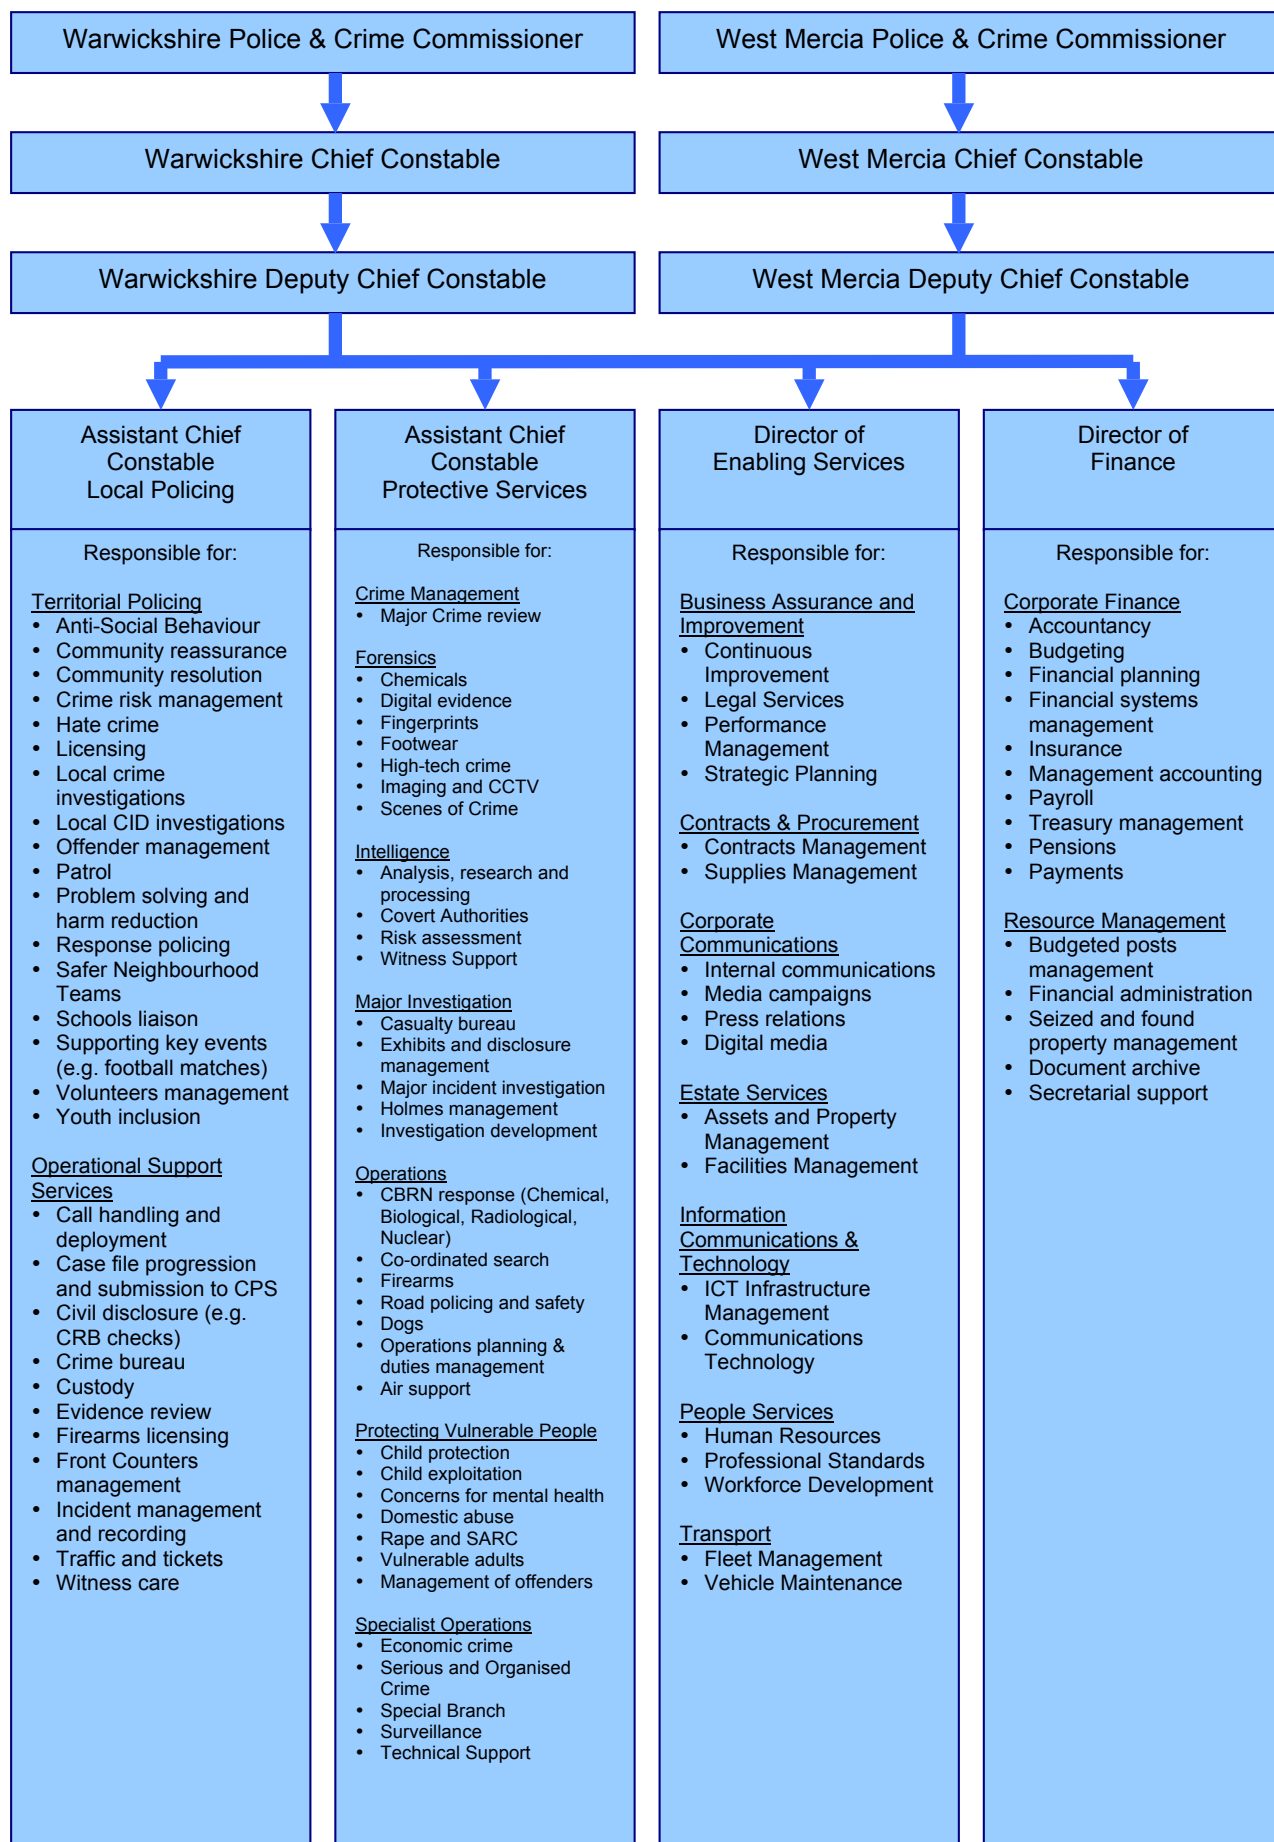 Warwickshire Police & Crime Commissioner
West Mercia Police & Crime Commissioner
Warwickshire Chief Constable
West Mercia Chief Constable
Warwickshire Deputy Chief Constable
West Mercia Deputy Chief Constable
Assistant Chief
Constable
Local Policing
Responsible for:
Territorial Policing
• Anti-Social Behaviour
• Community reassurance
• Community resolution
• Crime risk management
• Hate crime
• Licensing
• Local crime
investigations
• Local CID investigations
• Offender management
• Patrol
• Problem solving and
harm reduction
• Response policing
• Safer Neighbourhood
Teams
• Schools liaison
• Supporting key events
(e.g. football matches)
• Volunteers management
• Youth inclusion
Operational Support
Services
• Call handling and
deployment
• Case file progression
and submission to CPS
• Civil disclosure (e.g.
CRB checks)
• Crime bureau
• Custody
• Evidence review
• Firearms licensing
• Front Counters
management
• Incident management
and recording
• Traffic and tickets
• Witness care
Assistant Chief
Constable
Protective Services
Responsible for:
Crime Management
• Major Crime review
Forensics
• Chemicals
• Digital evidence
• Fingerprints
• Footwear
• High-tech crime
• Imaging and CCTV
• Scenes of Crime
Intelligence
• Analysis, research and
processing
• Covert Authorities
• Risk assessment
• Witness Support
Major Investigation
• Casualty bureau
• Exhibits and disclosure
management
• Major incident investigation
• Holmes management
• Investigation development
Operations
• CBRN response (Chemical,
Biological, Radiological,
Nuclear)
• Co-ordinated search
• Firearms
• Road policing and safety
• Dogs
• Operations planning &
duties management
• Air support
Protecting Vulnerable People
• Child protection
• Child exploitation
• Concerns for mental health
• Domestic abuse
• Rape and SARC
• Vulnerable adults
• Management of offenders
Specialist Operations
• Economic crime
• Serious and Organised
Crime
• Special Branch
• Surveillance
• Technical Support
Director of
Enabling Services
Responsible for:
Business Assurance and
Improvement
• Continuous
Improvement
• Legal Services
• Performance
Management
• Strategic Planning
Contracts & Procurement
• Contracts Management
• Supplies Management
Corporate
Communications
• Internal communications
• Media campaigns
• Press relations
• Digital media
Estate Services
• Assets and Property
Management
• Facilities Management
Information
Communications &
Technology
• ICT Infrastructure
Management
• Communications
Technology
People Services
• Human Resources
• Professional Standards
• Workforce Development
Transport
• Fleet Management
• Vehicle Maintenance
Director of
Finance
Responsible for:
Corporate Finance
• Accountancy
• Budgeting
• Financial planning
• Financial systems
management
• Insurance
• Management accounting
• Payroll
• Treasury management
• Pensions
• Payments
Resource Management
• Budgeted posts
management
• Financial administration
• Seized and found
property management
• Document archive
• Secretarial support